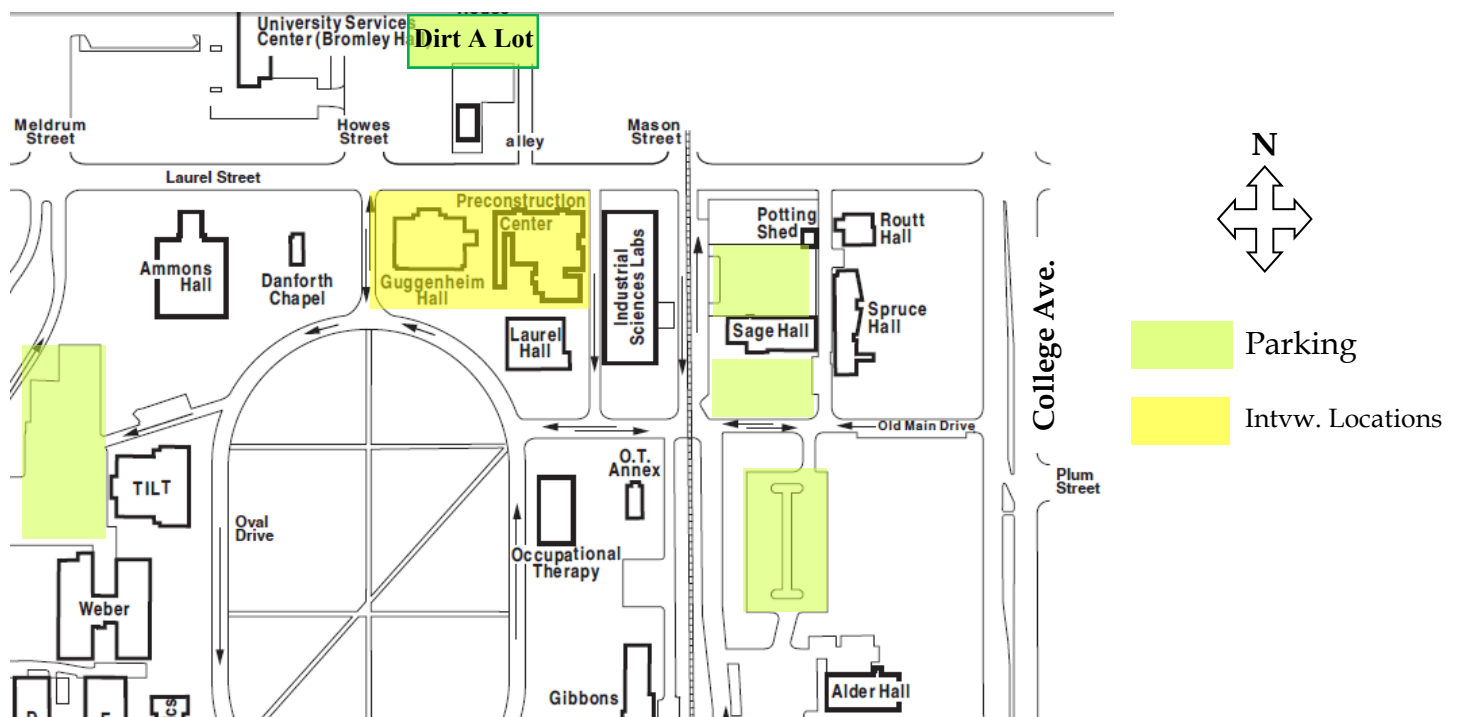 University Services
Center (Bromley Ha
Dirt A Lot
Meldrum
Street
Howes
Street
alley
Mason
Street
N
Laurel Street
Preconstruction
Center
Potting
Shed
Routt
Hall
Ammons
Hall
Danforth
Chapel
Guggenheim
Hall
Industrial
Sciences Labs
Laurel
Hall
Sage Hall
Spruce
Hall
College Ave.
Parking
Intvw. Locations
Old Main Drive
O.T.
Annex
Plum
Street
TILT
Oval
Drive
Occupational
Therapy
Weber
Gibbons
Alder Hall